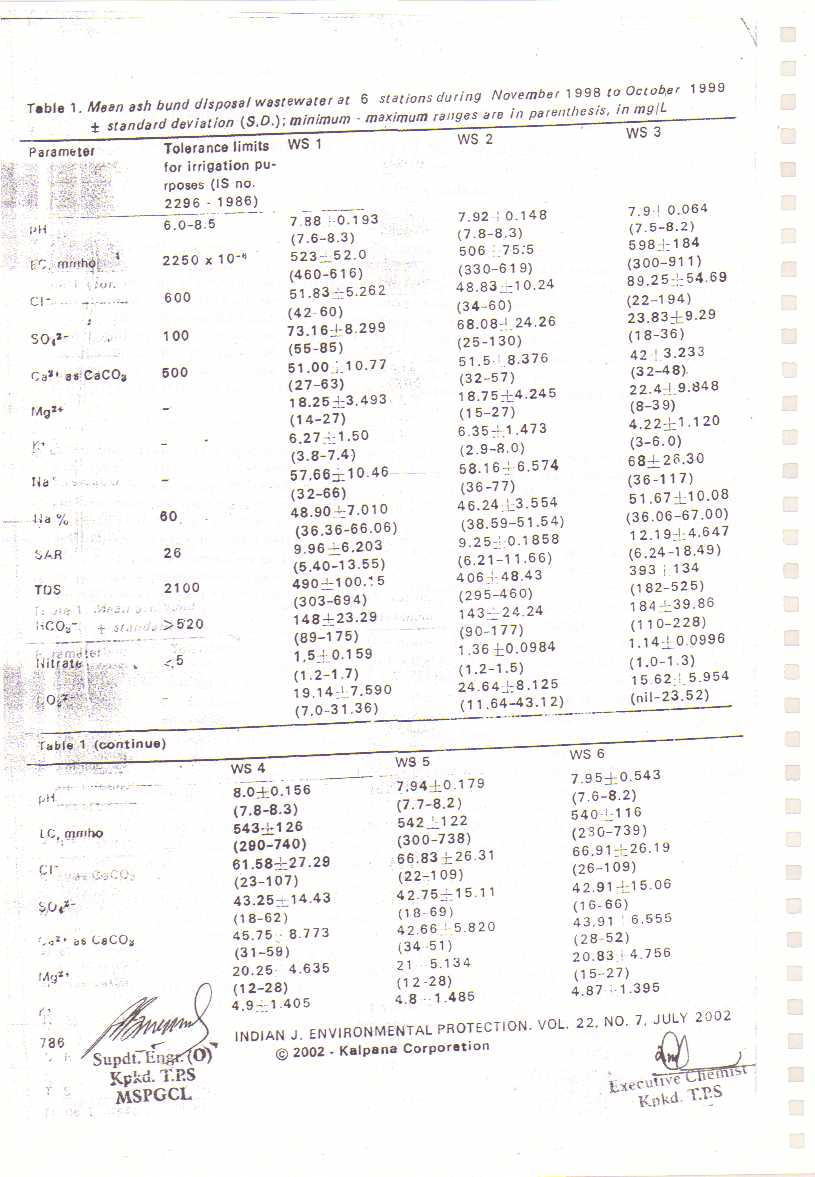 Table 1. Mean ash bund disposal wastewater at 6 stations during November 1998 to October 1999
± standard deviation (S.D.); minimum - maximum ranges are in parenthesis, in mg/L
Parameter Tolerance limits WS 1 WS 2 WS 3
for irrigation pu-
rposes (IS no.
2296 - 1986)
pH 6.0-8.5 7.88 ± 0.193 7.92 ± 0.148 7.9 ± 0.064
(7.6-8.3) (7.8-8.3) (7.5-8.2)
EC, mmho 2250 x 10⁻⁶ 523±52.0 506 ± 75.5 598±184
(460-616) (330-619) (300-911)
Cl⁻ 600 51.83±5.262 48.83±10.24 89.25±54.69
(42-60) (34-60) (22-194)
SO₄²⁻ 100 73.16±8.299 68.08±24.26 23.83±9.29
(55-85) (25-130) (18-36)
Ca²⁺ as CaCO₃ 500 51.00±10.77 51.5±8.376 42±3.233
(27-63) (32-57) (32-48)
Mg²⁺ - 18.25±3.493 18.75±4.245 22.4±9.848
(14-27) (15-27) (8-39)
K⁺ - 6.27±1.50 6.35±1.473 4.22±1.120
(3.8-7.4) (2.9-8.0) (3-6.0)
Na⁺ - 57.66±10.46 58.16±6.574 68±26.30
(32-66) (36-77) (36-117)
Na % 60 48.90±7.010 46.24±3.554 51.67±10.08
(36.36-66.06) (38.59-51.54) (36.06-67.00)
SAR 26 9.96±6.203 9.25±0.1858 12.19±4.647
(5.40-13.55) (6.21-11.66) (6.24-18.49)
TDS 2100 490±100.15 406±48.43 393±134
(303-694) (295-460) (182-525)
HCO₃⁻ >520 148±23.29 143±24.24 184±39.86
(89-175) (90-177) (110-228)
Nitrate <5 1.5±0.159 1.36±0.0984 1.14±0.0996
(1.2-1.7) (1.2-1.5) (1.0-1.3)
- 19.14±7.590 24.64±8.125 15.62±5.954
(7.0-31.36) (11.64-43.12) (nil-23.52)
Table 1 (continue)
WS 4 WS 5 WS 6
pH 8.0±0.156 7.94±0.179 7.95±0.543
(7.8-8.3) (7.7-8.2) (7.6-8.2)
EC, mmho 543±126 542±122 540±116
(290-740) (300-738) (230-739)
Cl⁻ 61.58±27.29 66.83±26.31 66.91±26.19
(23-107) (22-109) (26-109)
SO₄²⁻ 43.25±14.43 42.75±15.11 42.91±15.06
(18-62) (18-69) (16-66)
Ca²⁺ as CaCO₃ 45.75± 8.773 42.66±5.820 43.91±6.555
(31-59) (34-51) (28-52)
Mg²⁺ 20.25± 4.635 21±5.134 20.83±4.756
(12-28) (12-28) (15-27)
4.9±1.405 4.8±1.485 4.87±1.395
786 INDIAN J. ENVIRONMENTAL PROTECTION. VOL. 22, NO. 7, JULY 2002
© 2002 - Kalpana Corporation
Supdt. Engr. (O)
Kpkd. T.P.S
MSPGCL
Executive Chemist
Kpkd. T.P.S